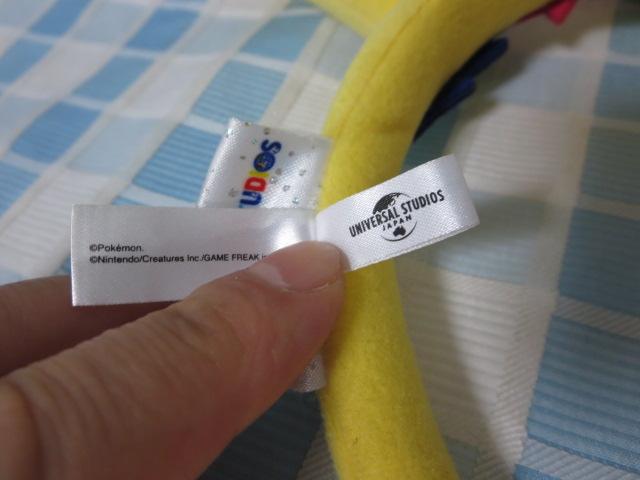 ©Pokémon.
©Nintendo/Creatures Inc./GAME FREAK
UNIVERSAL STUDIOS
JAPAN